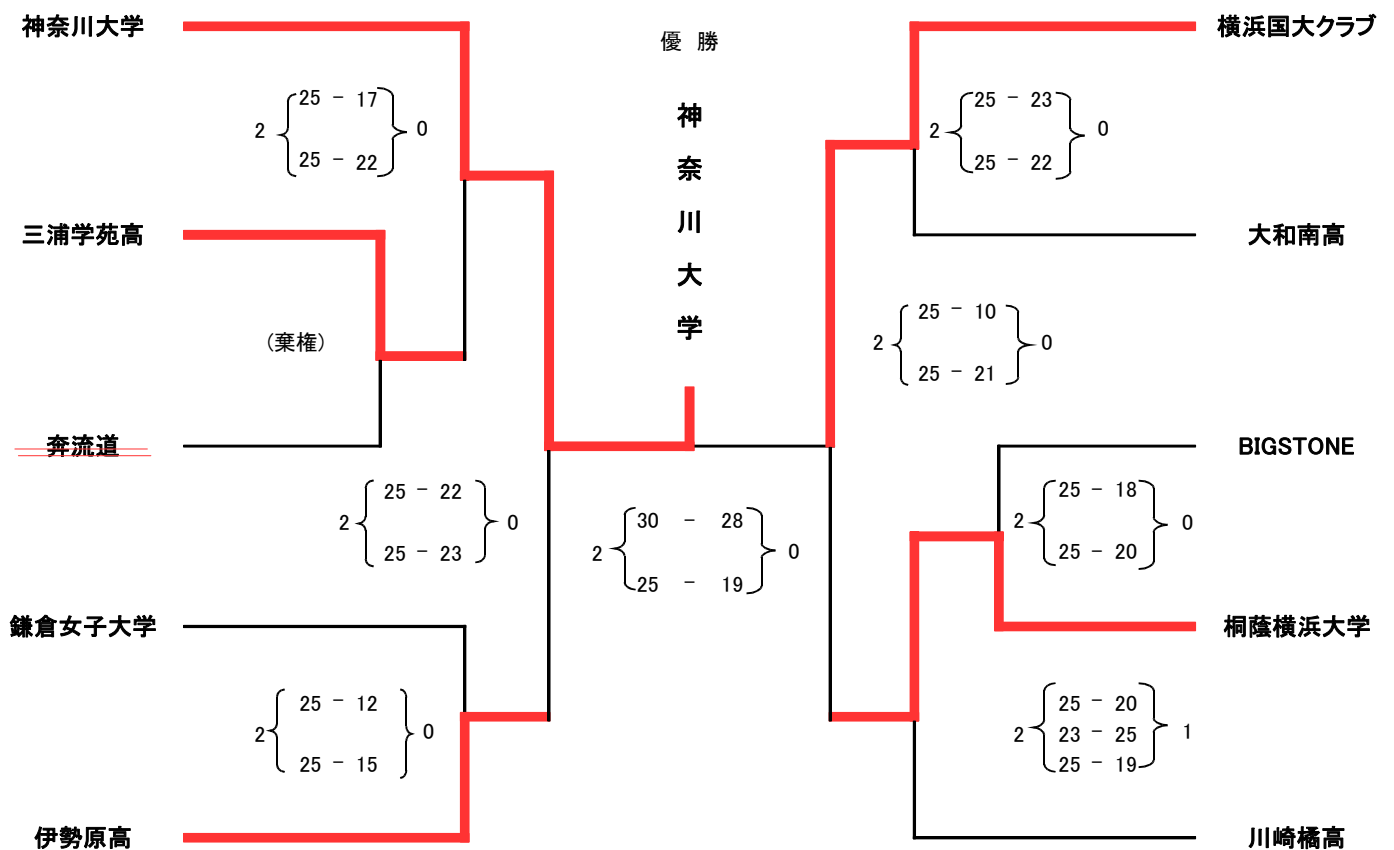 神奈川大学
優 勝
横浜国大クラブ
25 - 17
2 0
25 - 22
神奈川大学
25 - 23
2 0
25 - 22
三浦学苑高
大和南高
(棄権)
25 - 10
2 0
25 - 21
奔流道
BIGSTONE
25 - 22
2 0
25 - 23
30 - 28
2 0
25 - 19
25 - 18
2 0
25 - 20
鎌倉女子大学
桐蔭横浜大学
25 - 12
2 0
25 - 15
25 - 20
2 23 - 25 1
25 - 19
伊勢原高
川崎橘高